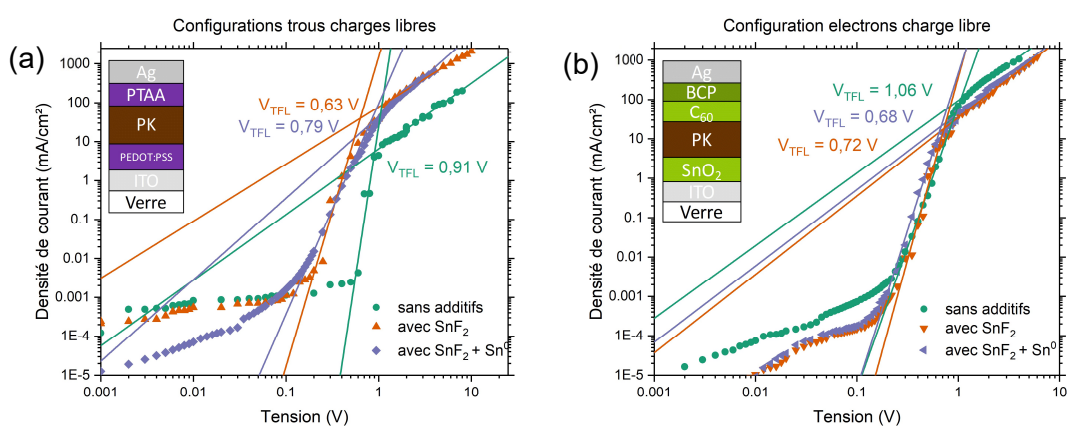 Configurations trous charges libres
(a)
Densité de courant (mA/cm²)
1000
100
10
1
0.1
0.01
0.001
1E-4
1E-5
Ag
PTAA
PK
PEDOT:PSS
ITO
Verre
V_TFL = 0,63 V
V_TFL = 0,79 V
V_TFL = 0,91 V
sans additifs
avec SnF₂
avec SnF₂ + Sn⁰
0.001
0.01
0.1
1
10
Tension (V)
Configuration electrons charge libre
(b)
Densité de courant (mA/cm²)
1000
100
10
1
0.1
0.01
0.001
1E-4
1E-5
Ag
BCP
C₆₀
PK
SnO₂
ITO
Verre
V_TFL = 1,06 V
V_TFL = 0,68 V
V_TFL = 0,72 V
sans additifs
avec SnF₂
avec SnF₂ + Sn⁰
0.001
0.01
0.1
1
10
Tension (V)